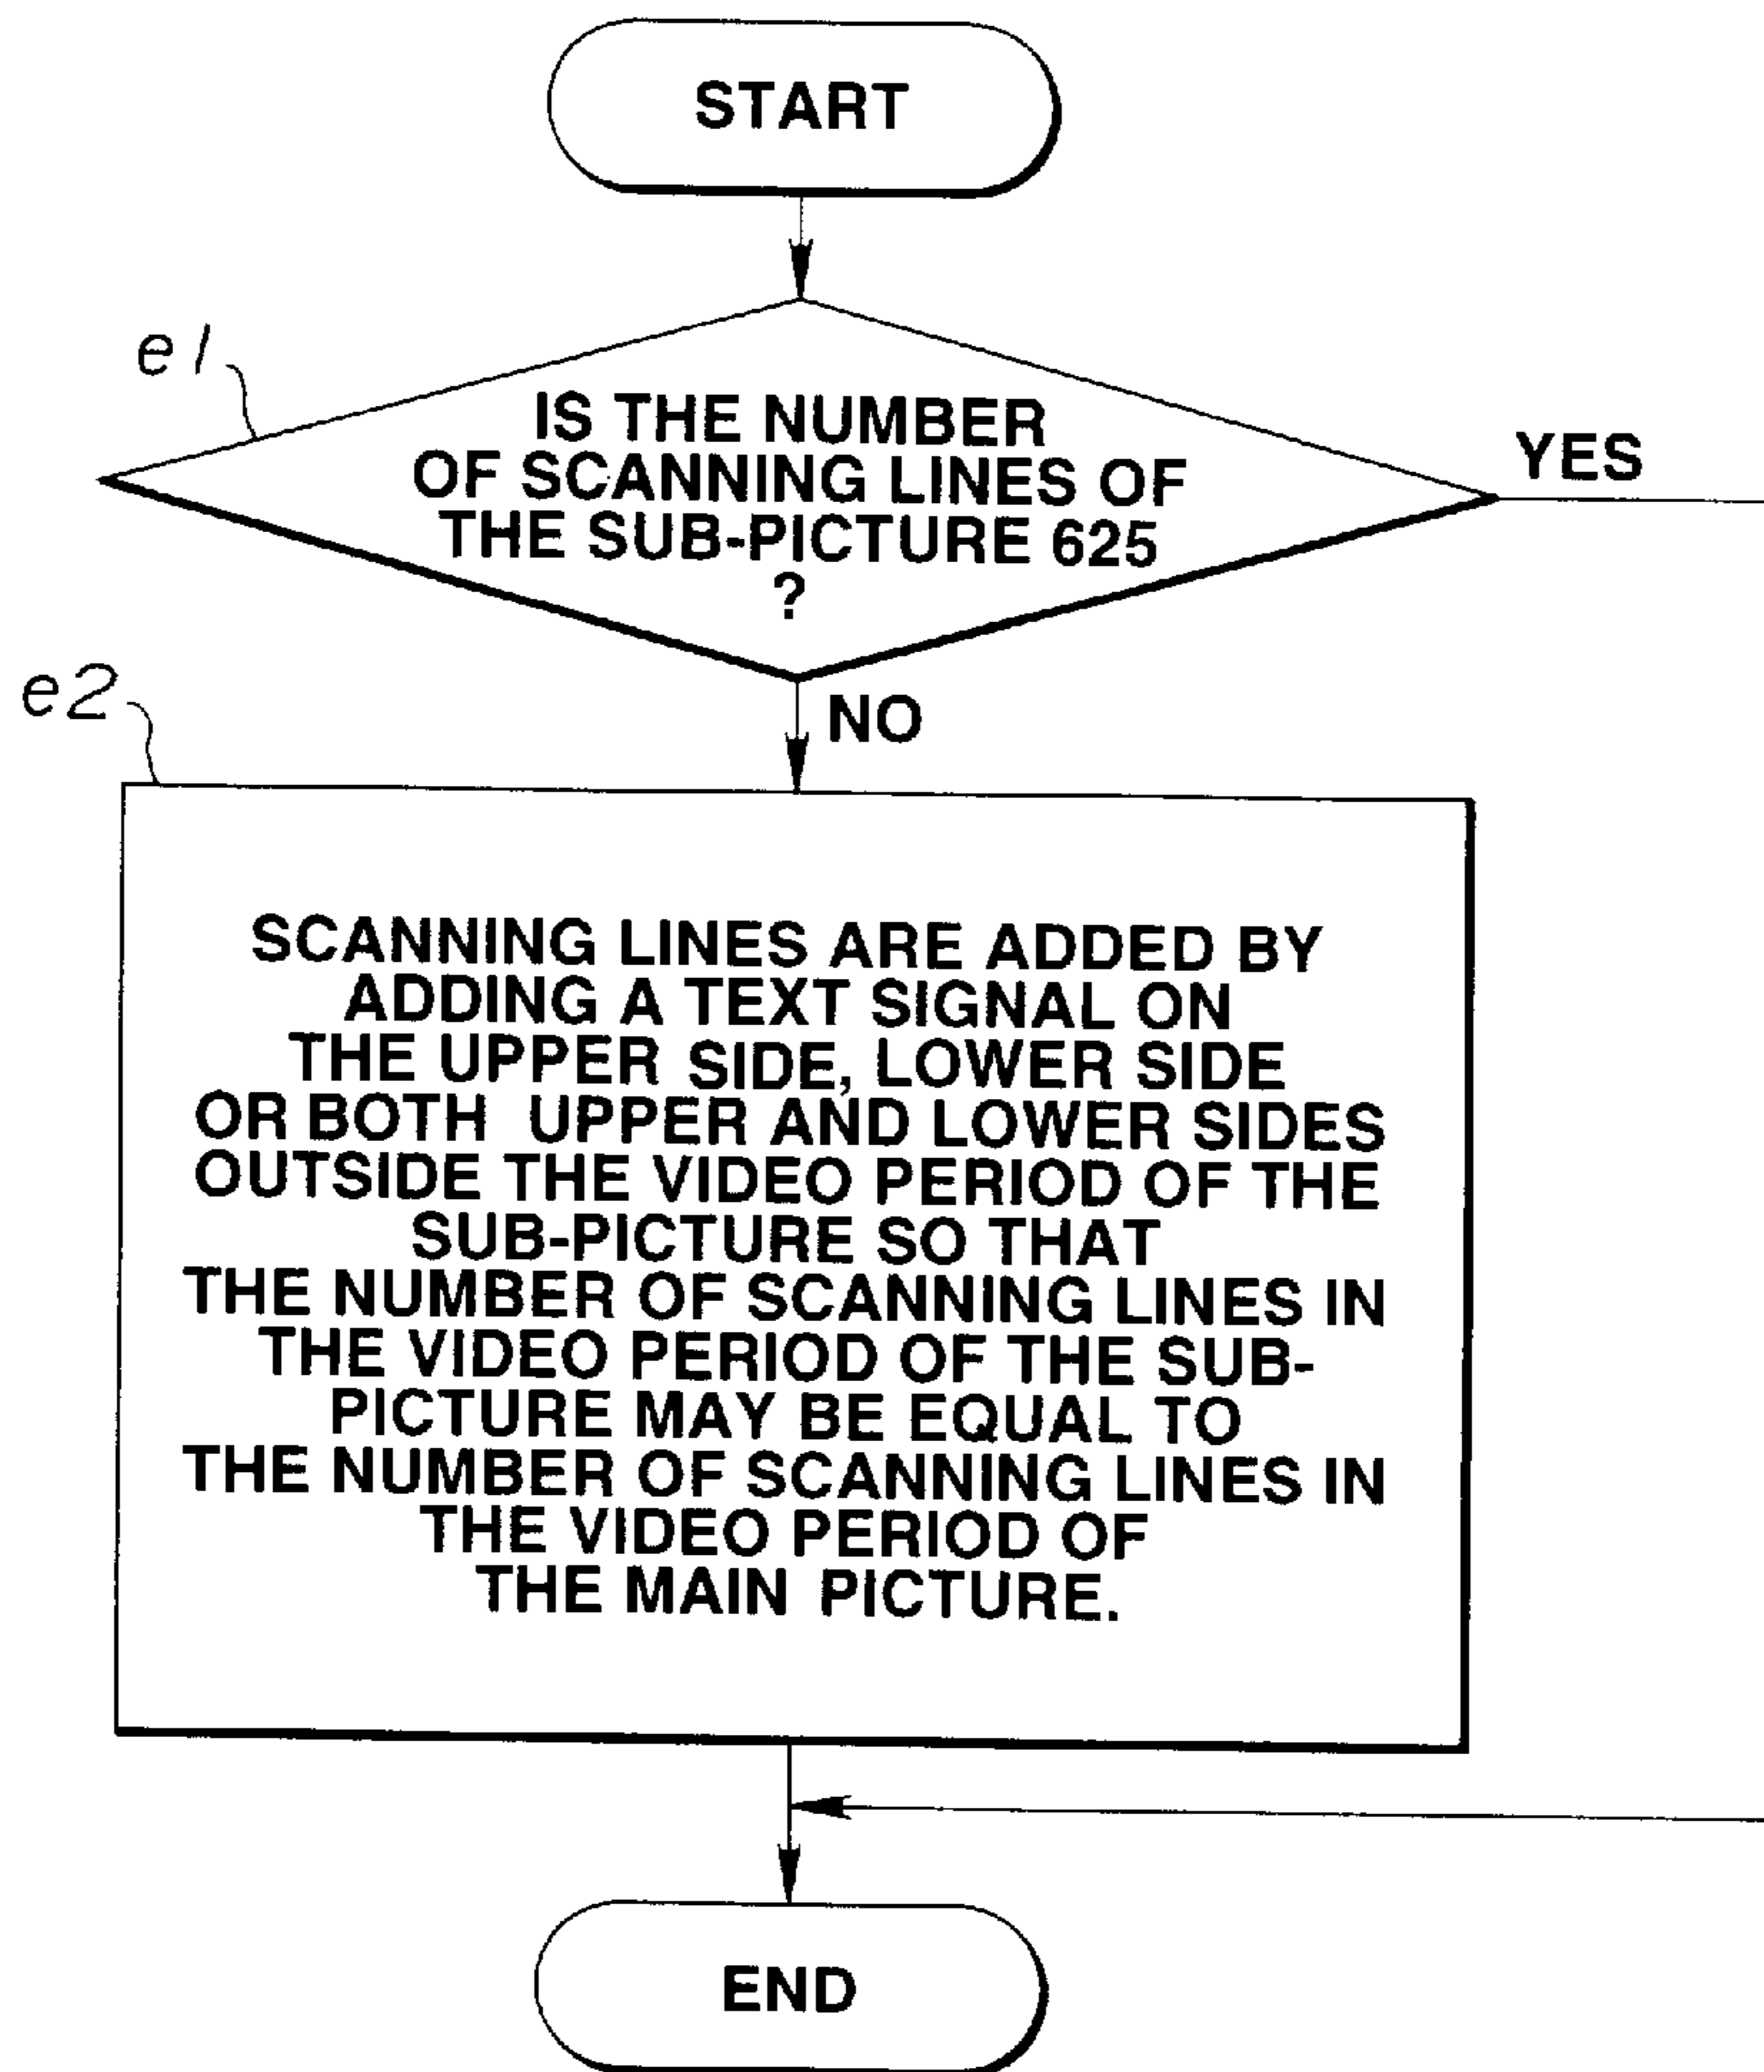 START
e1
IS THE NUMBER
OF SCANNING LINES OF
THE SUB-PICTURE 625
?
YES
NO
e2
SCANNING LINES ARE ADDED BY
ADDING A TEXT SIGNAL ON
THE UPPER SIDE, LOWER SIDE
OR BOTH UPPER AND LOWER SIDES
OUTSIDE THE VIDEO PERIOD OF THE
SUB-PICTURE SO THAT
THE NUMBER OF SCANNING LINES IN
THE VIDEO PERIOD OF THE SUB-
PICTURE MAY BE EQUAL TO
THE NUMBER OF SCANNING LINES IN
THE VIDEO PERIOD OF
THE MAIN PICTURE.
END